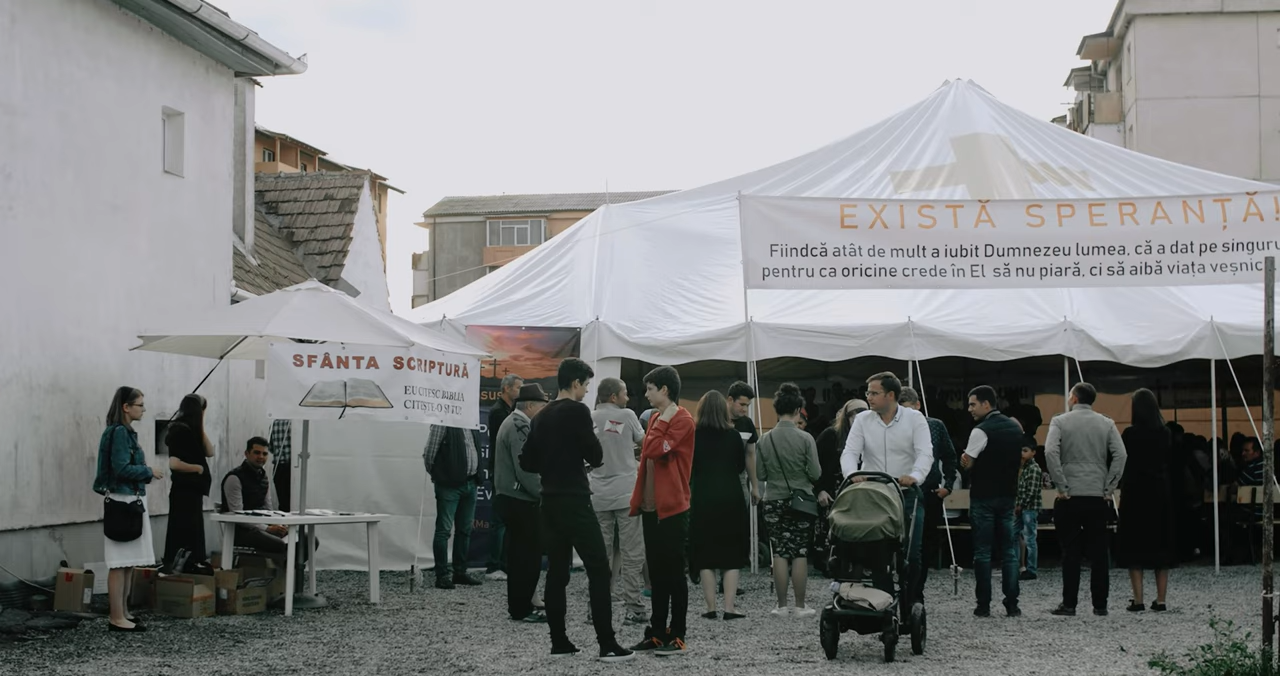 EXISTĂ SPERANȚĂ!
Fiindcă atât de mult a iubit Dumnezeu lumea, că a dat pe singuru
pentru ca oricine crede în El să nu piară, ci să aibă viața veșnic
SFÂNTA SCRIPTURĂ
EU CITESC BIBLIA
CITEȘTE-O ȘI TU!